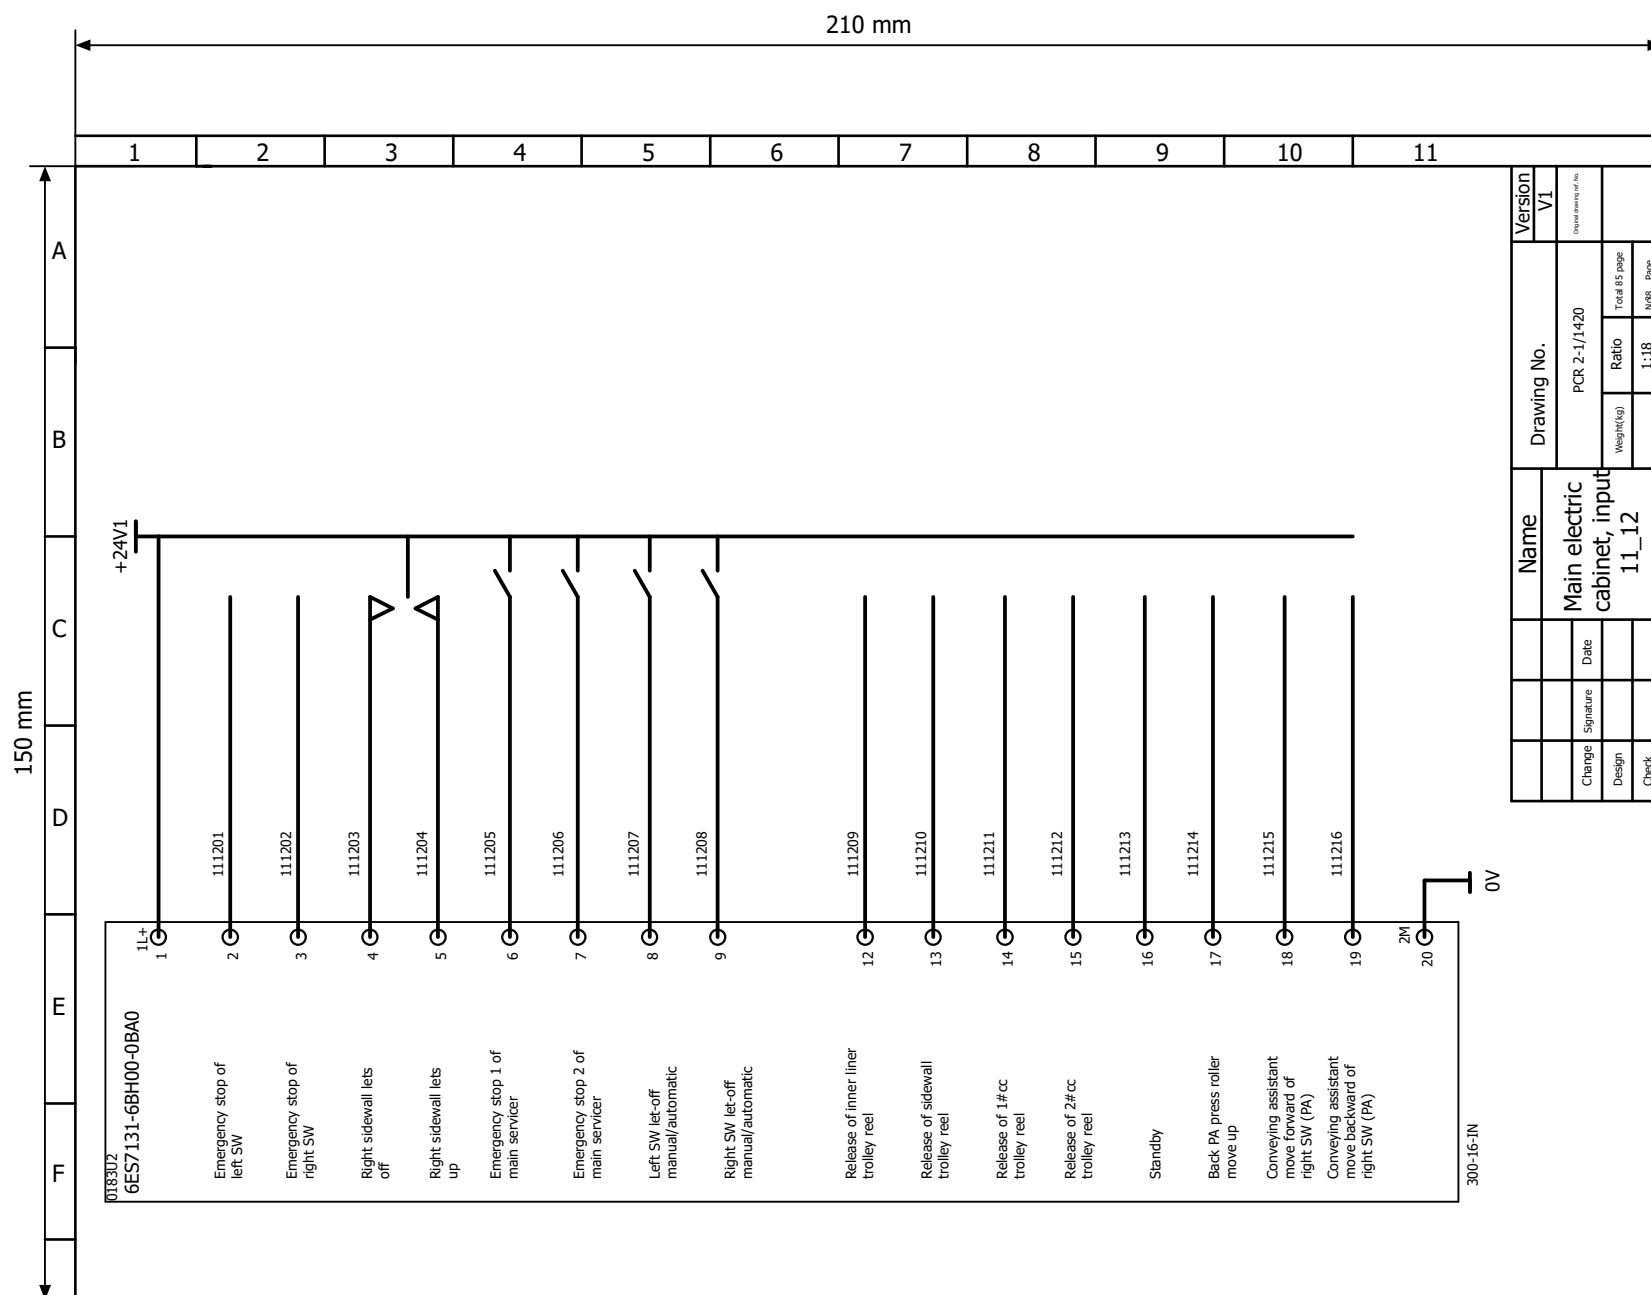 210 mm
1 2 3 4 5 6 7 8 9 10 11
150 mm
A
B
C
D
E
F
Version
V1
Original drawing ref. No.
Drawing No.
PCR 2-1/1420
Total 85 page
Ratio
1:18
Weight(kg)
Name
Main electric
cabinet, input
11_12
Date
Signature
Change
Design
Check
+24V1
0V
111201
111202
111203
111204
111205
111206
111207
111208
111209
111210
111211
111212
111213
111214
111215
111216
1L+
2M
1
2
3
4
5
6
7
8
9
12
13
14
15
16
17
18
19
20
0183U2
6ES7131-6BH00-0BA0
Emergency stop of
left SW
Emergency stop of
right SW
Right sidewall lets
off
Right sidewall lets
up
Emergency stop 1 of
main servicer
Emergency stop 2 of
main servicer
Left SW let-off
manual/automatic
Right SW let-off
manual/automatic
Release of inner liner
trolley reel
Release of sidewall
trolley reel
Release of 1#cc
trolley reel
Release of 2#cc
trolley reel
Standby
Back PA press roller
move up
Conveying assistant
move forward of
right SW (PA)
Conveying assistant
move backward of
right SW (PA)
300-16-IN